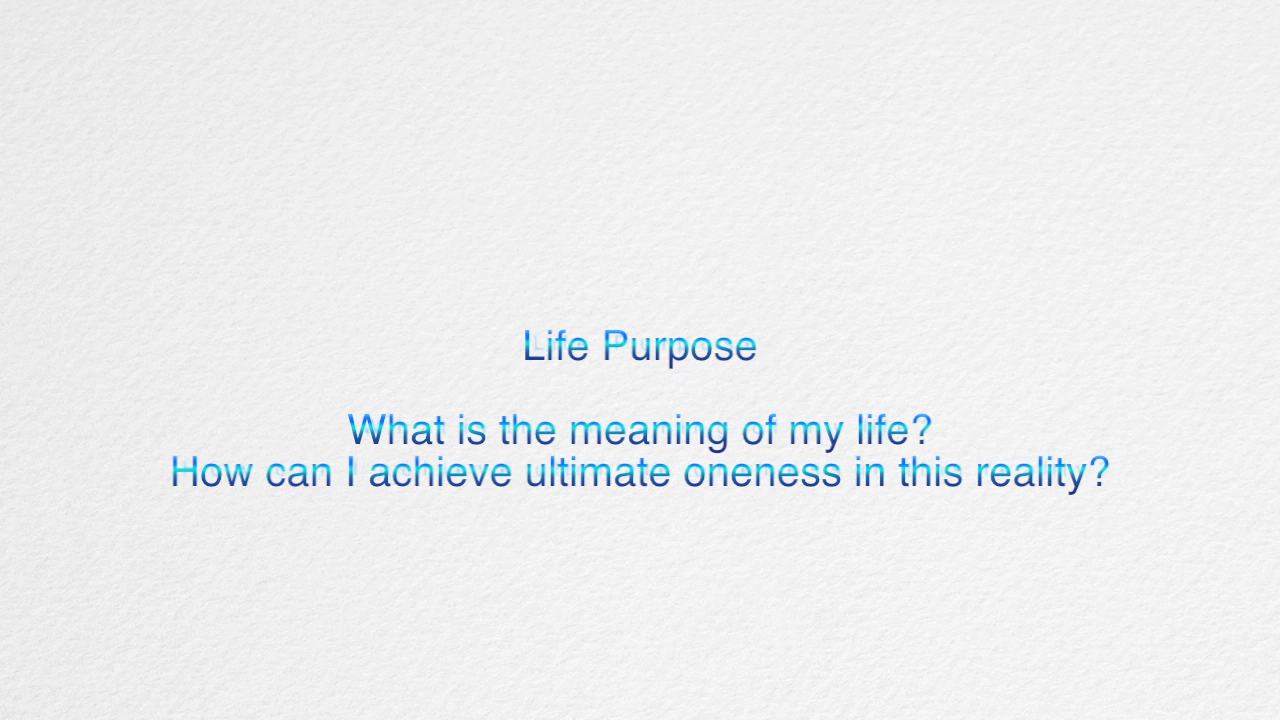 Life Purpose
What is the meaning of my life?
How can I achieve ultimate oneness in this reality?